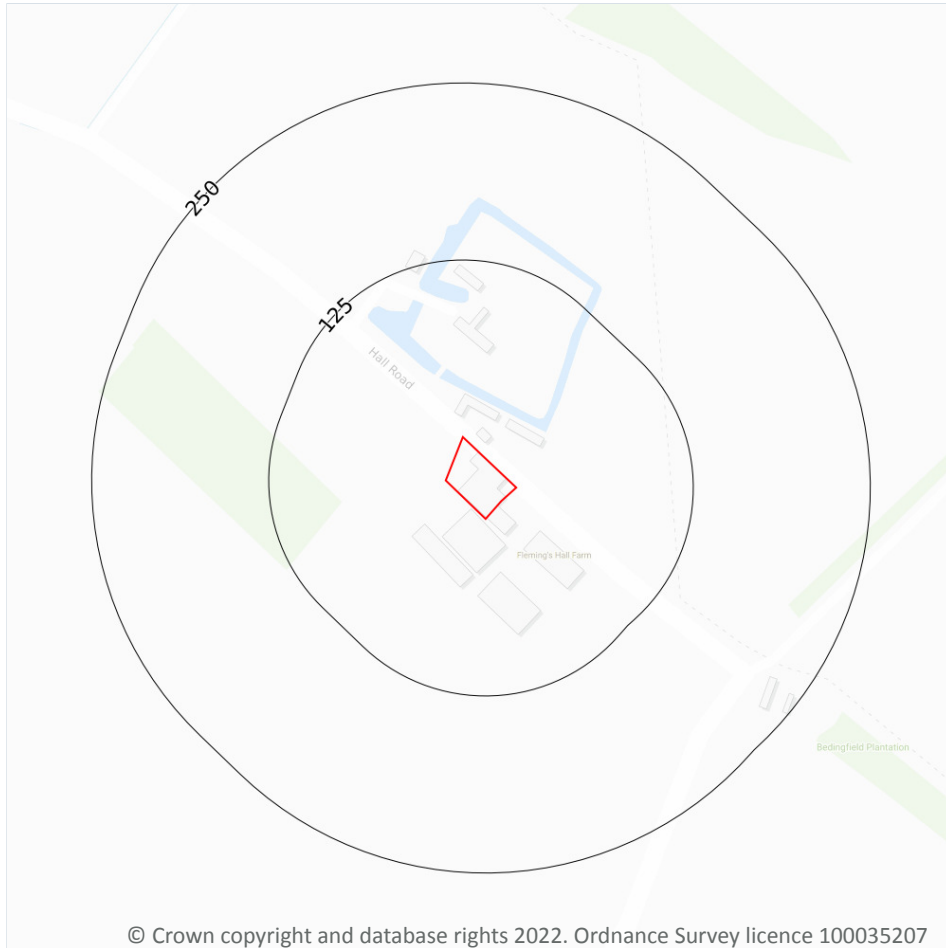 250
125
Hall Road
Fleming's Hall Farm
Bedingfield Plantation
© Crown copyright and database rights 2022. Ordnance Survey licence 100035207